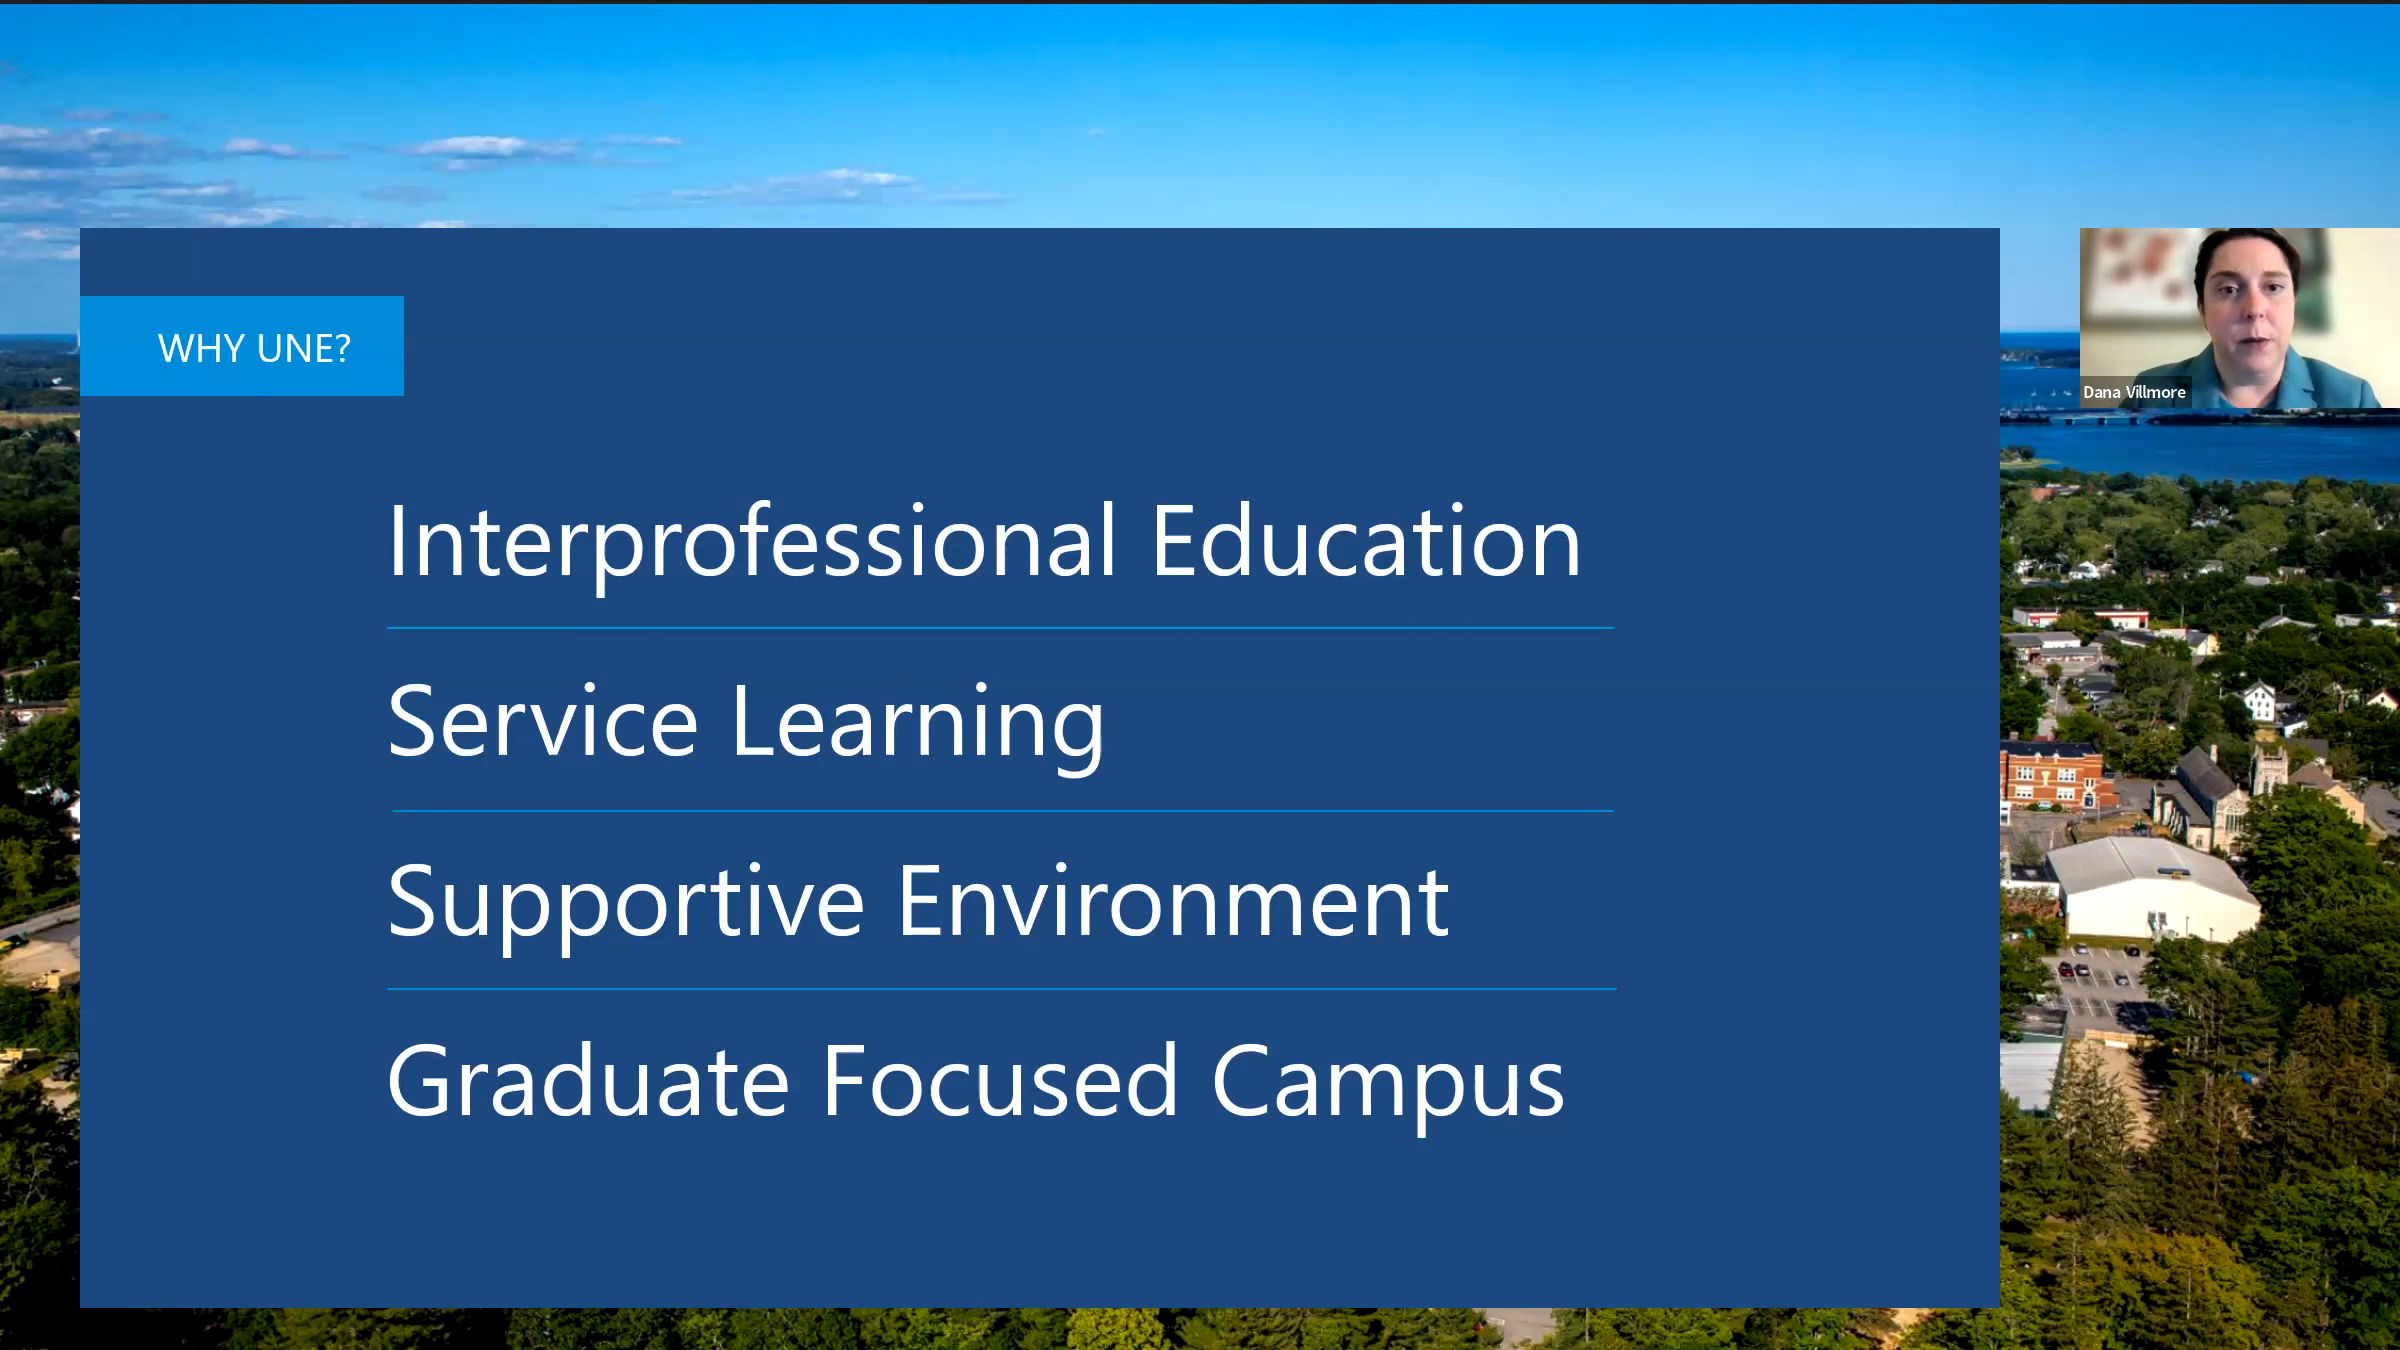 WHY UNE?
Dana Villmore
Interprofessional Education
Service Learning
Supportive Environment
Graduate Focused Campus